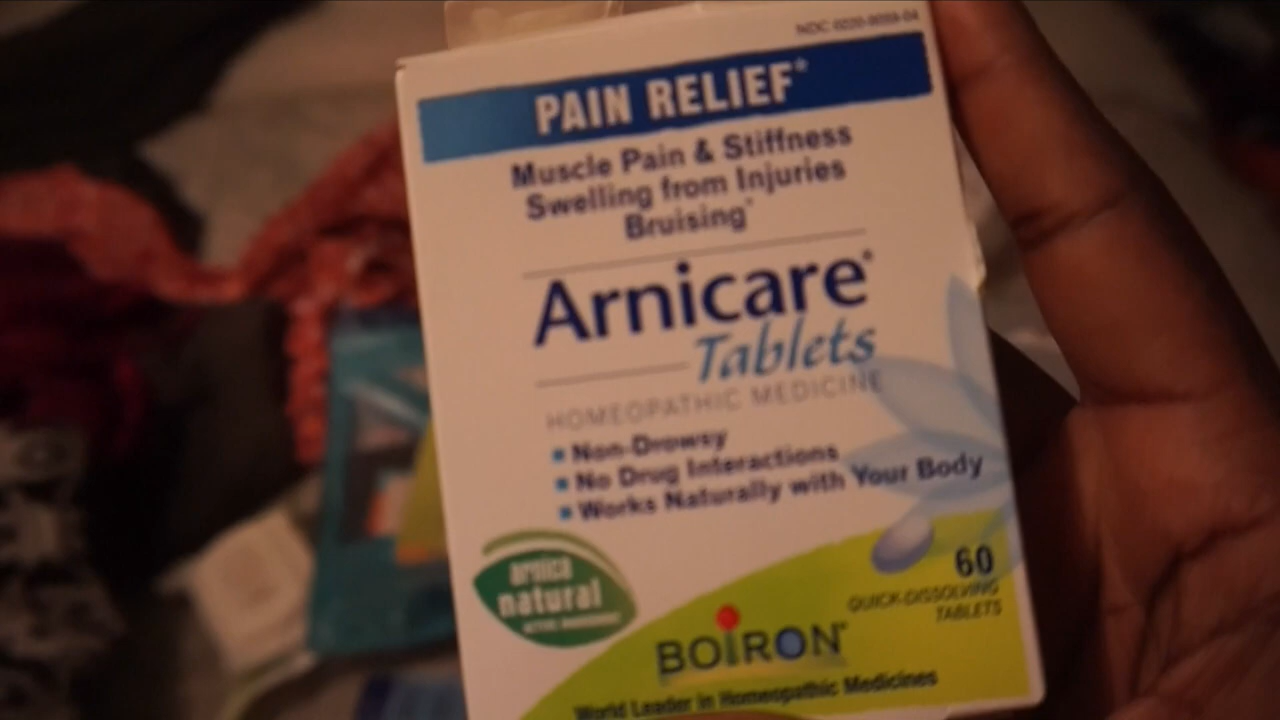 PAIN RELIEF*
Muscle Pain & Stiffness
Swelling from Injuries
Bruising*
Arnicare®
Tablets
HOMEOPATHIC MEDICINE
▪ Non-Drowsy
▪ No Drug Interactions
▪ Works Naturally with Your Body
arnica
natural
60
QUICK-DISSOLVING
TABLETS
BOIRON
World Leader in Homeopathic Medicines